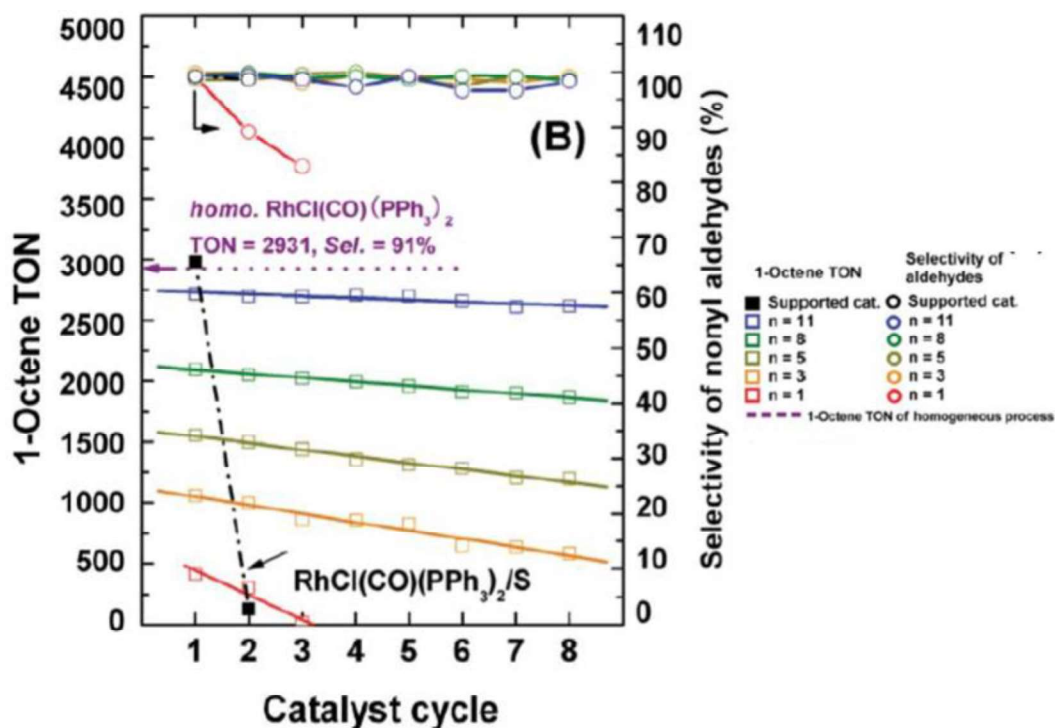 5000
4500
4000
3500
3000
2500
2000
1500
1000
500
0
1-Octene TON
110
100
90
80
70
60
50
40
30
20
10
0
Selectivity of nonyl aldehydes (%)
(B)
homo. RhCl(CO)(PPh3)2
TON = 2931, Sel. = 91%
RhCl(CO)(PPh3)2/S
1 2 3 4 5 6 7 8
Catalyst cycle
1-Octene TON
Supported cat.
n = 11
n = 8
n = 5
n = 3
n = 1
Selectivity of
aldehydes
Supported cat.
n = 11
n = 8
n = 5
n = 3
n = 1
1-Octene TON of homogeneous process